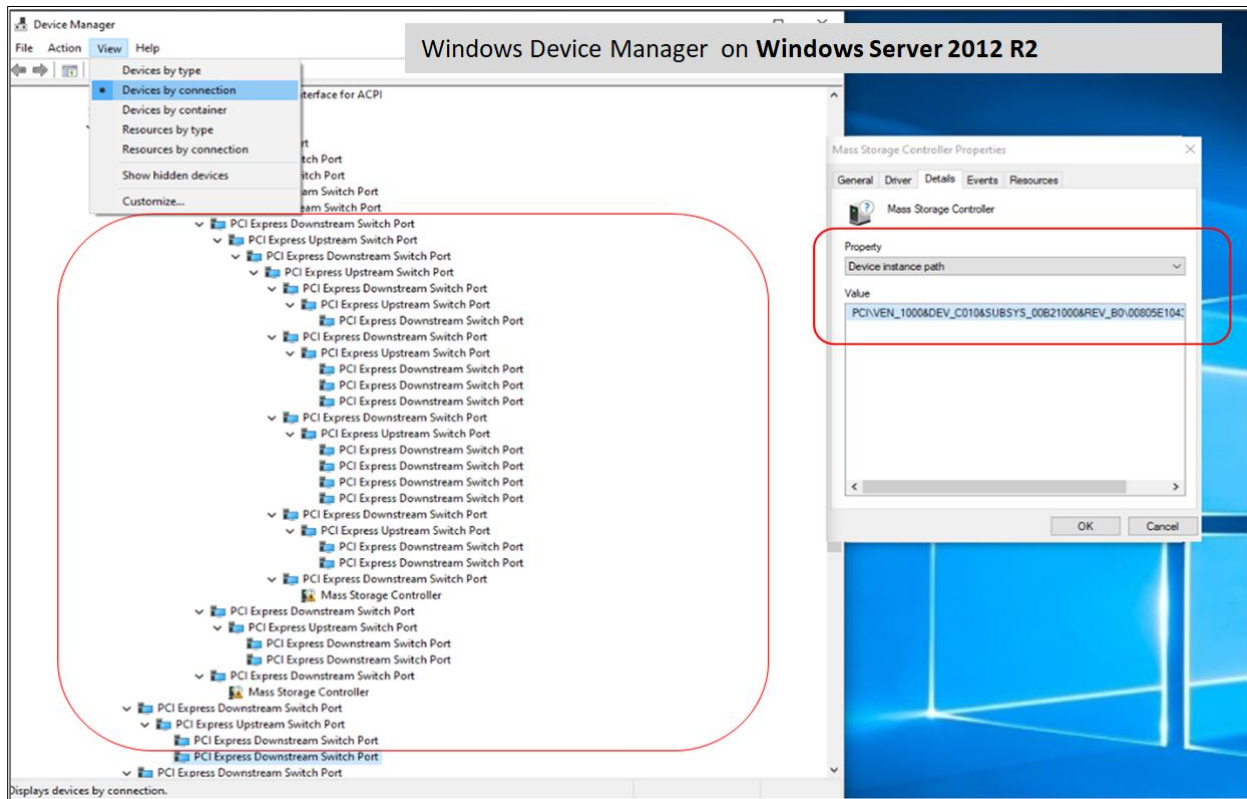 Device Manager
Windows Device Manager on Windows Server 2012 R2
File Action View Help
Devices by type
Devices by connection
Devices by container
Resources by type
Resources by connection
Show hidden devices
Customize...
terface for ACPI
rt
tch Port
itch Port
am Switch Port
eam Switch Port
PCI Express Downstream Switch Port
PCI Express Upstream Switch Port
PCI Express Downstream Switch Port
PCI Express Upstream Switch Port
PCI Express Downstream Switch Port
PCI Express Upstream Switch Port
PCI Express Downstream Switch Port
PCI Express Downstream Switch Port
PCI Express Upstream Switch Port
PCI Express Downstream Switch Port
PCI Express Downstream Switch Port
PCI Express Downstream Switch Port
PCI Express Downstream Switch Port
PCI Express Upstream Switch Port
PCI Express Downstream Switch Port
PCI Express Downstream Switch Port
PCI Express Downstream Switch Port
PCI Express Downstream Switch Port
PCI Express Downstream Switch Port
PCI Express Upstream Switch Port
PCI Express Downstream Switch Port
PCI Express Downstream Switch Port
PCI Express Downstream Switch Port
Mass Storage Controller
PCI Express Downstream Switch Port
PCI Express Upstream Switch Port
PCI Express Downstream Switch Port
PCI Express Downstream Switch Port
PCI Express Downstream Switch Port
Mass Storage Controller
PCI Express Downstream Switch Port
PCI Express Upstream Switch Port
PCI Express Downstream Switch Port
PCI Express Downstream Switch Port
PCI Express Downstream Switch Port
Displays devices by connection.
Mass Storage Controller Properties
General Driver Details Events Resources
Mass Storage Controller
Property
Device instance path
Value
PCI\VEN_1000&DEV_C010&SUBSYS_00B21000&REV_B0\00805E104
OK Cancel